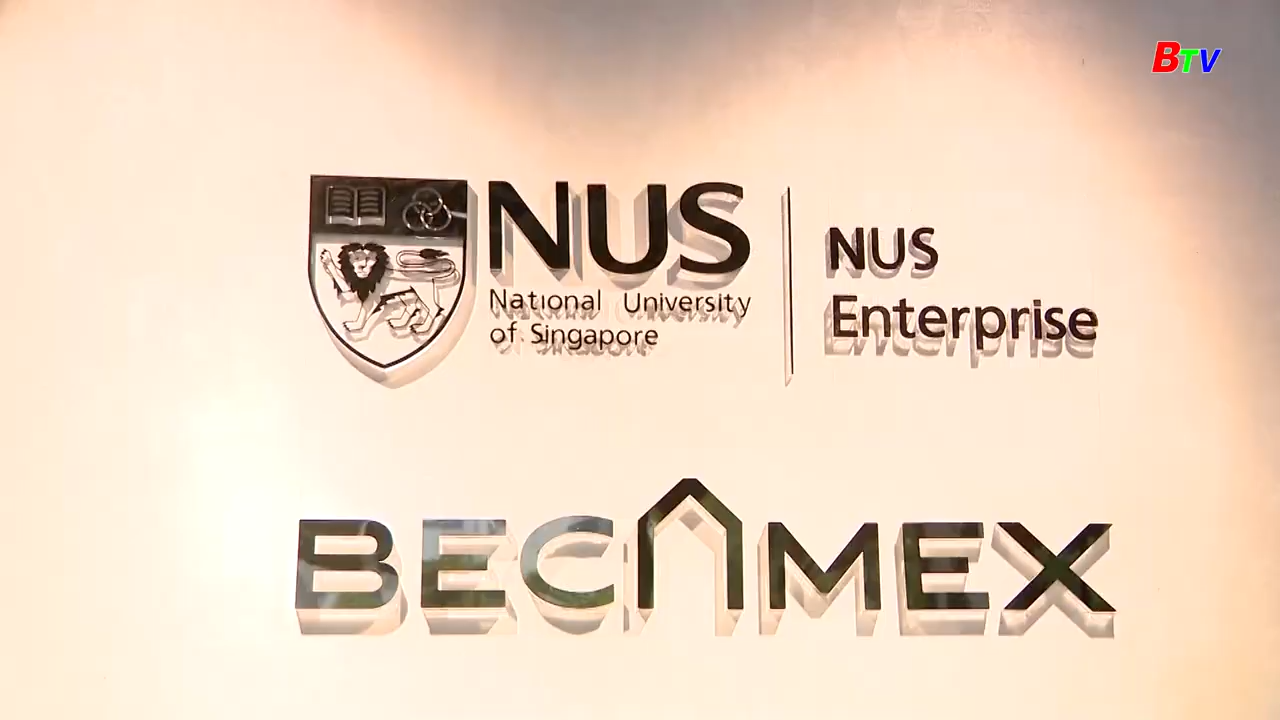 BTV
NUS
National University
of Singapore
NUS
Enterprise
BECAMEX